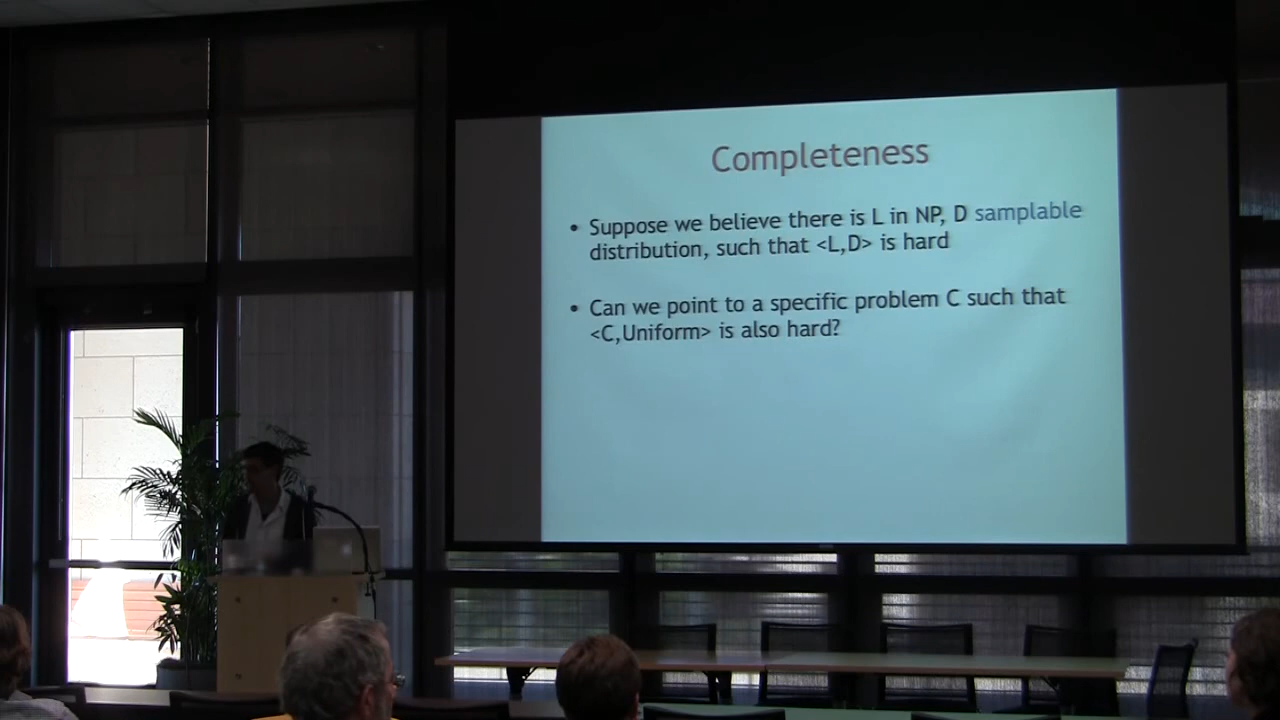 Completeness
• Suppose we believe there is L in NP, D samplable
distribution, such that <L,D> is hard
• Can we point to a specific problem C such that
<C,Uniform> is also hard?